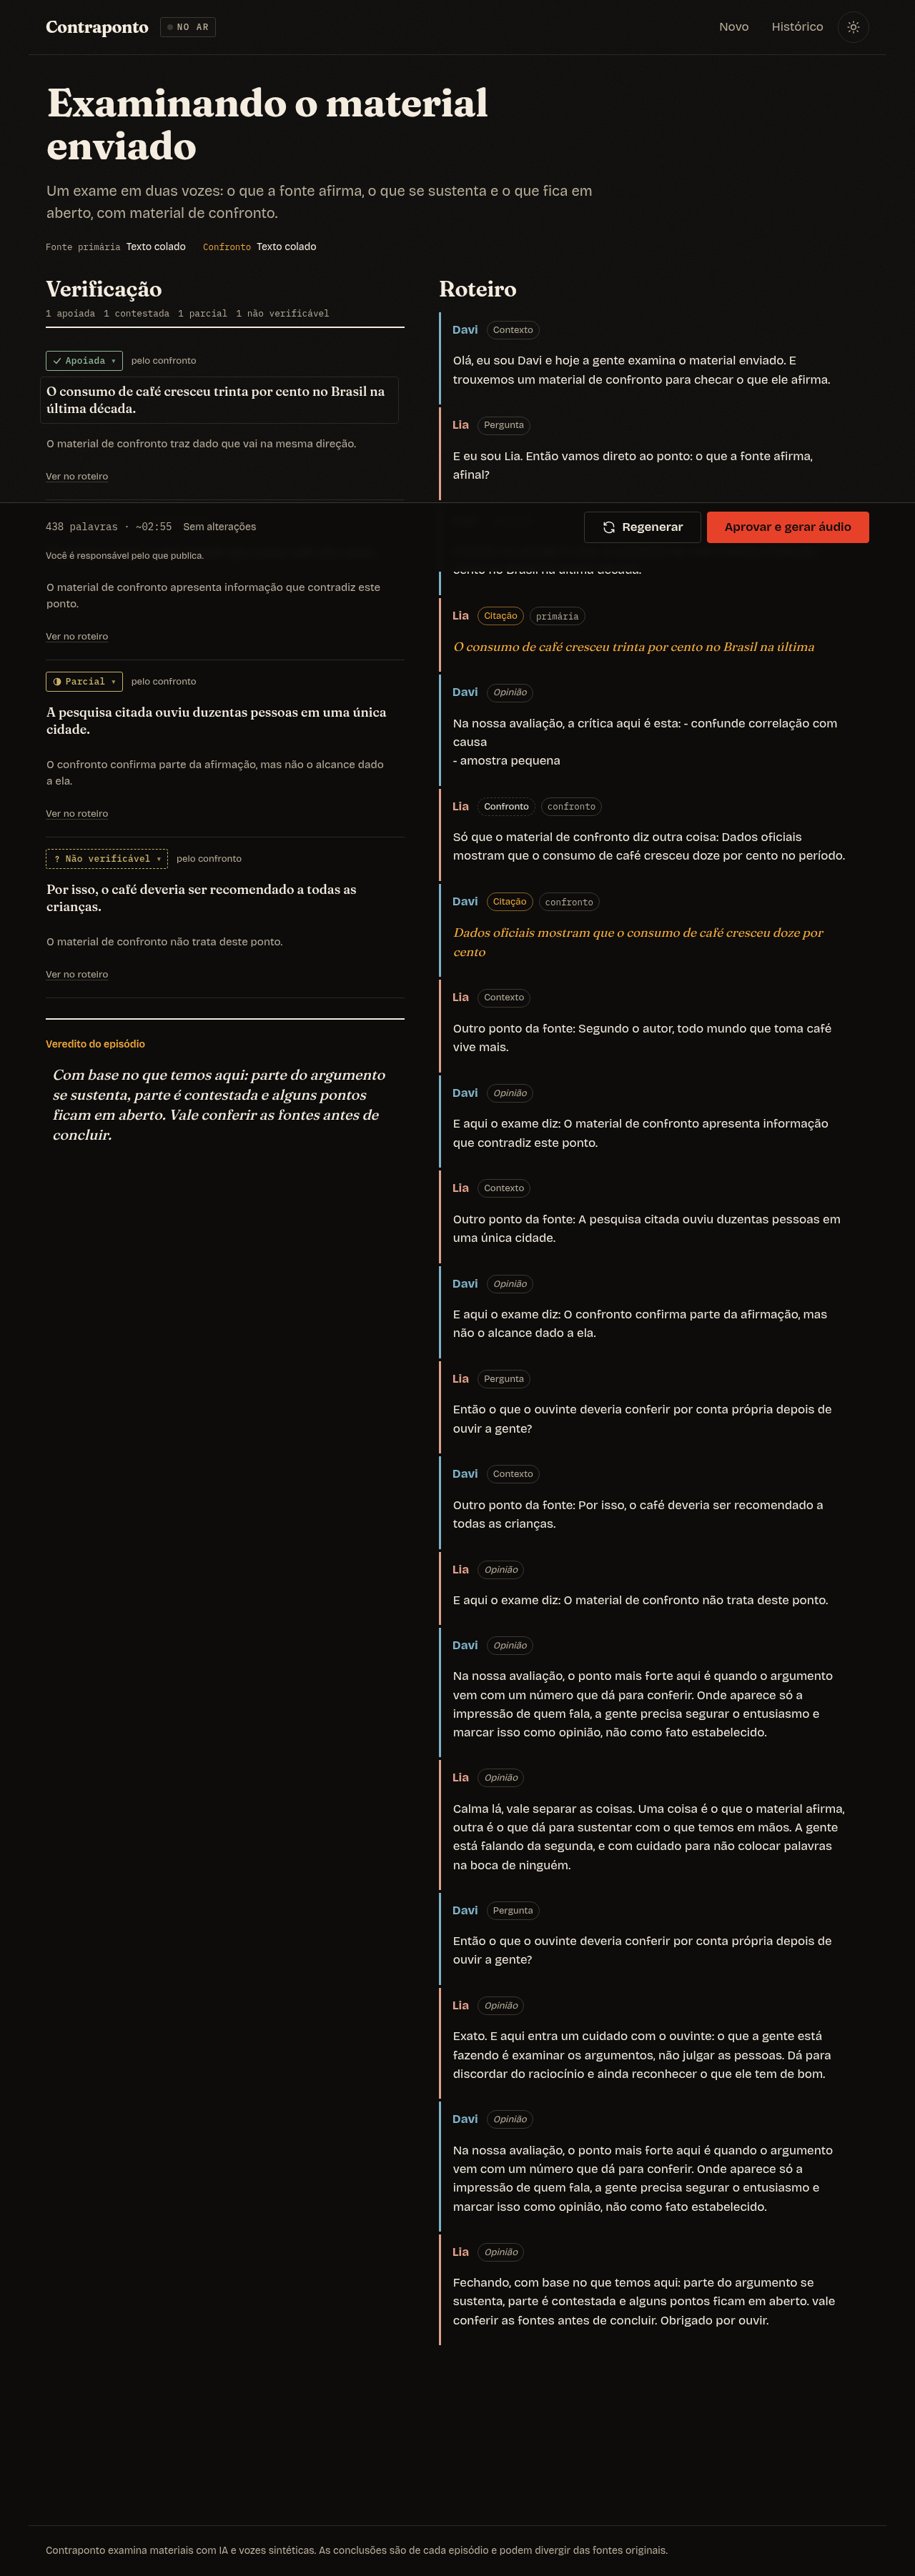 Contraponto
NO AR
Novo
Histórico
Examinando o material
enviado
Um exame em duas vozes: o que a fonte afirma, o que se sustenta e o que fica em
aberto, com material de confronto.
Fonte primária Texto colado Confronto Texto colado
Verificação
1 apoiada 1 contestada 1 parcial 1 não verificável
✓ Apoiada ▾ pelo confronto
O consumo de café cresceu trinta por cento no Brasil na
última década.
O material de confronto traz dado que vai na mesma direção.
Ver no roteiro
438 palavras · ~02:55 Sem alterações
Você é responsável pelo que publica.
Regenerar
Aprovar e gerar áudio
O material de confronto apresenta informação que contradiz este
ponto.
Ver no roteiro
Parcial ▾ pelo confronto
A pesquisa citada ouviu duzentas pessoas em uma única
cidade.
O confronto confirma parte da afirmação, mas não o alcance dado
a ela.
Ver no roteiro
? Não verificável ▾ pelo confronto
Por isso, o café deveria ser recomendado a todas as
crianças.
O material de confronto não trata deste ponto.
Ver no roteiro
Veredito do episódio
Com base no que temos aqui: parte do argumento
se sustenta, parte é contestada e alguns pontos
ficam em aberto. Vale conferir as fontes antes de
concluir.
Roteiro
Davi Contexto
Olá, eu sou Davi e hoje a gente examina o material enviado. E
trouxemos um material de confronto para checar o que ele afirma.
Lia Pergunta
E eu sou Lia. Então vamos direto ao ponto: o que a fonte afirma,
afinal?
cento no Brasil na última década.
Lia Citação primária
O consumo de café cresceu trinta por cento no Brasil na última
Davi Opinião
Na nossa avaliação, a crítica aqui é esta: - confunde correlação com
causa
- amostra pequena
Lia Confronto confronto
Só que o material de confronto diz outra coisa: Dados oficiais
mostram que o consumo de café cresceu doze por cento no período.
Davi Citação confronto
Dados oficiais mostram que o consumo de café cresceu doze por
cento
Lia Contexto
Outro ponto da fonte: Segundo o autor, todo mundo que toma café
vive mais.
Davi Opinião
E aqui o exame diz: O material de confronto apresenta informação
que contradiz este ponto.
Lia Contexto
Outro ponto da fonte: A pesquisa citada ouviu duzentas pessoas em
uma única cidade.
Davi Opinião
E aqui o exame diz: O confronto confirma parte da afirmação, mas
não o alcance dado a ela.
Lia Pergunta
Então o que o ouvinte deveria conferir por conta própria depois de
ouvir a gente?
Davi Contexto
Outro ponto da fonte: Por isso, o café deveria ser recomendado a
todas as crianças.
Lia Opinião
E aqui o exame diz: O material de confronto não trata deste ponto.
Davi Opinião
Na nossa avaliação, o ponto mais forte aqui é quando o argumento
vem com um número que dá para conferir. Onde aparece só a
impressão de quem fala, a gente precisa segurar o entusiasmo e
marcar isso como opinião, não como fato estabelecido.
Lia Opinião
Calma lá, vale separar as coisas. Uma coisa é o que o material afirma,
outra é o que dá para sustentar com o que temos em mãos. A gente
está falando da segunda, e com cuidado para não colocar palavras
na boca de ninguém.
Davi Pergunta
Então o que o ouvinte deveria conferir por conta própria depois de
ouvir a gente?
Lia Opinião
Exato. E aqui entra um cuidado com o ouvinte: o que a gente está
fazendo é examinar os argumentos, não julgar as pessoas. Dá para
discordar do raciocínio e ainda reconhecer o que ele tem de bom.
Davi Opinião
Na nossa avaliação, o ponto mais forte aqui é quando o argumento
vem com um número que dá para conferir. Onde aparece só a
impressão de quem fala, a gente precisa segurar o entusiasmo e
marcar isso como opinião, não como fato estabelecido.
Lia Opinião
Fechando, com base no que temos aqui: parte do argumento se
sustenta, parte é contestada e alguns pontos ficam em aberto. vale
conferir as fontes antes de concluir. Obrigado por ouvir.
Contraponto examina materiais com IA e vozes sintéticas. As conclusões são de cada episódio e podem divergir das fontes originais.